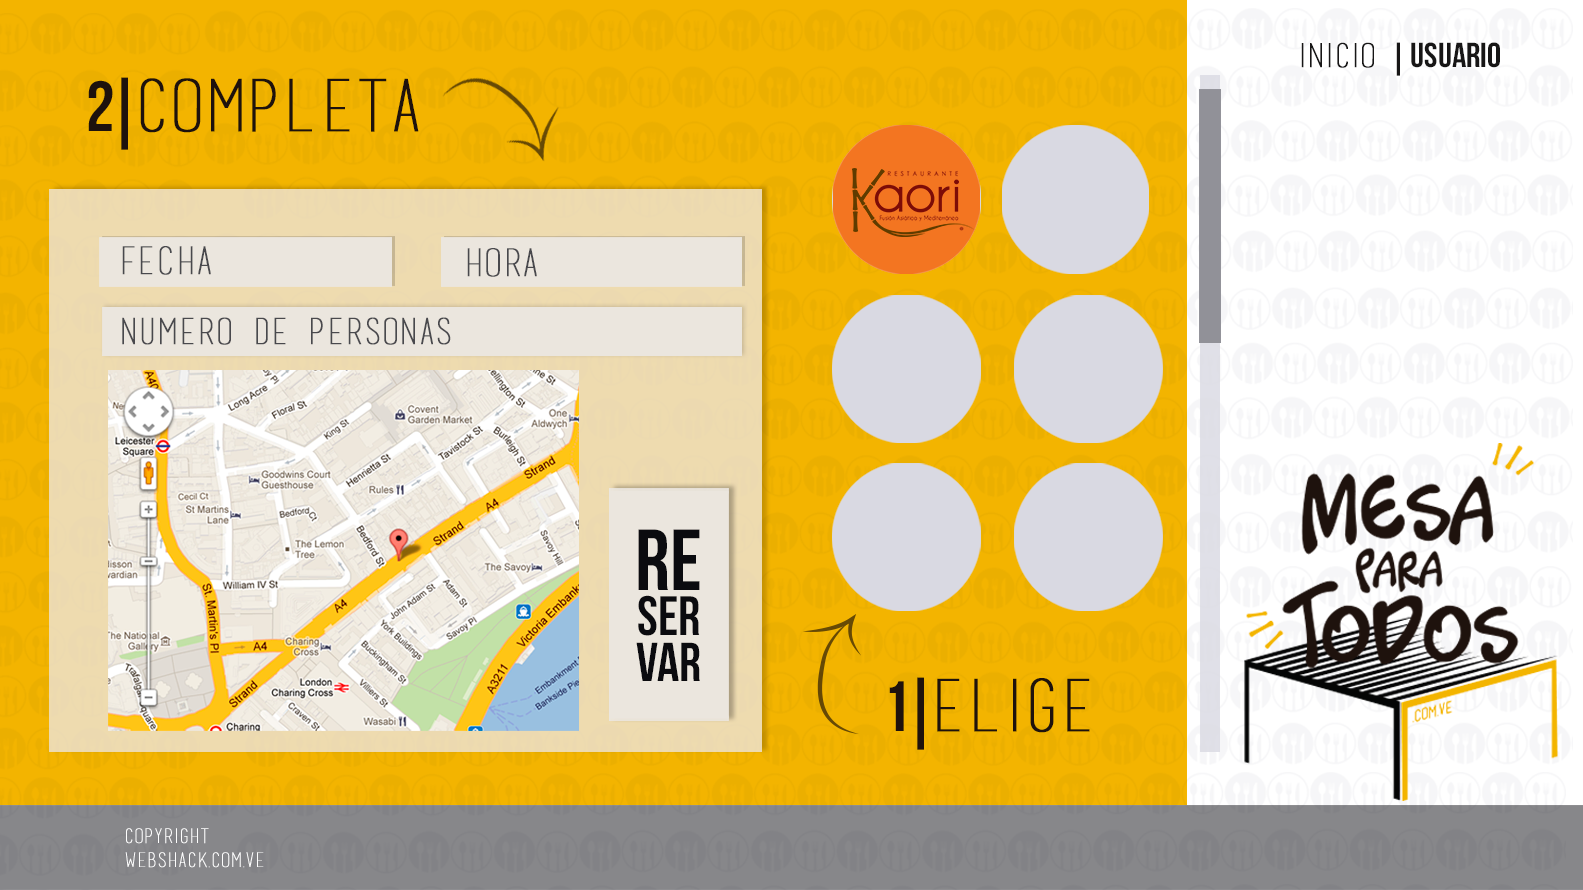 INICIO | USUARIO
2|COMPLETA
FECHA
HORA
NUMERO DE PERSONAS
Long Acre
Floral St
King St
Covent
Garden Market
Wellington St
One
Aldwych
Leicester
Square
Henrietta St
Tavistock St
Burleigh St
Strand
Goodwins Court
Guesthouse
Rules
A4
Cecil Ct
St Martins
Lane
Bedford Ct
Bedford St
Strand
The Lemon
Tree
The Savoy
Savoy Hill
William IV St
A4
John Adam St
Adam St
St. Martin's Pl
York Buildings
Savoy Pl
Victoria Embank
The National
Gallery
A4
Charing
Cross
Buckingham St
A3211
Embankment
Bankside Pie
Strand
London
Charing Cross
Villiers St
Craven St
Wasabi
Trafalgar
Square
Charing
RE
SER
VAR
RESTAURANTE
Kaori
Fusión Asiática y Mediterránea
1|ELIGE
MESA
PARA
TODOS
.COM.VE
COPYRIGHT
WEBSHACK.COM.VE